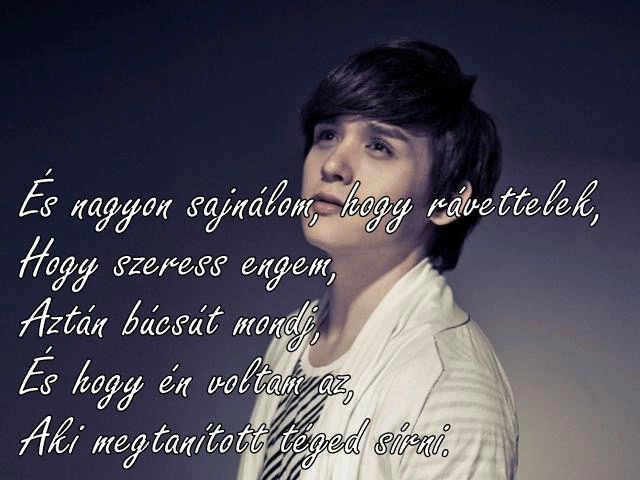 És nagyon sajnálom, hogy rávettelek,
Hogy szeress engem,
Aztán búcsút mondj,
És hogy én voltam az,
Aki megtanított téged sírni.